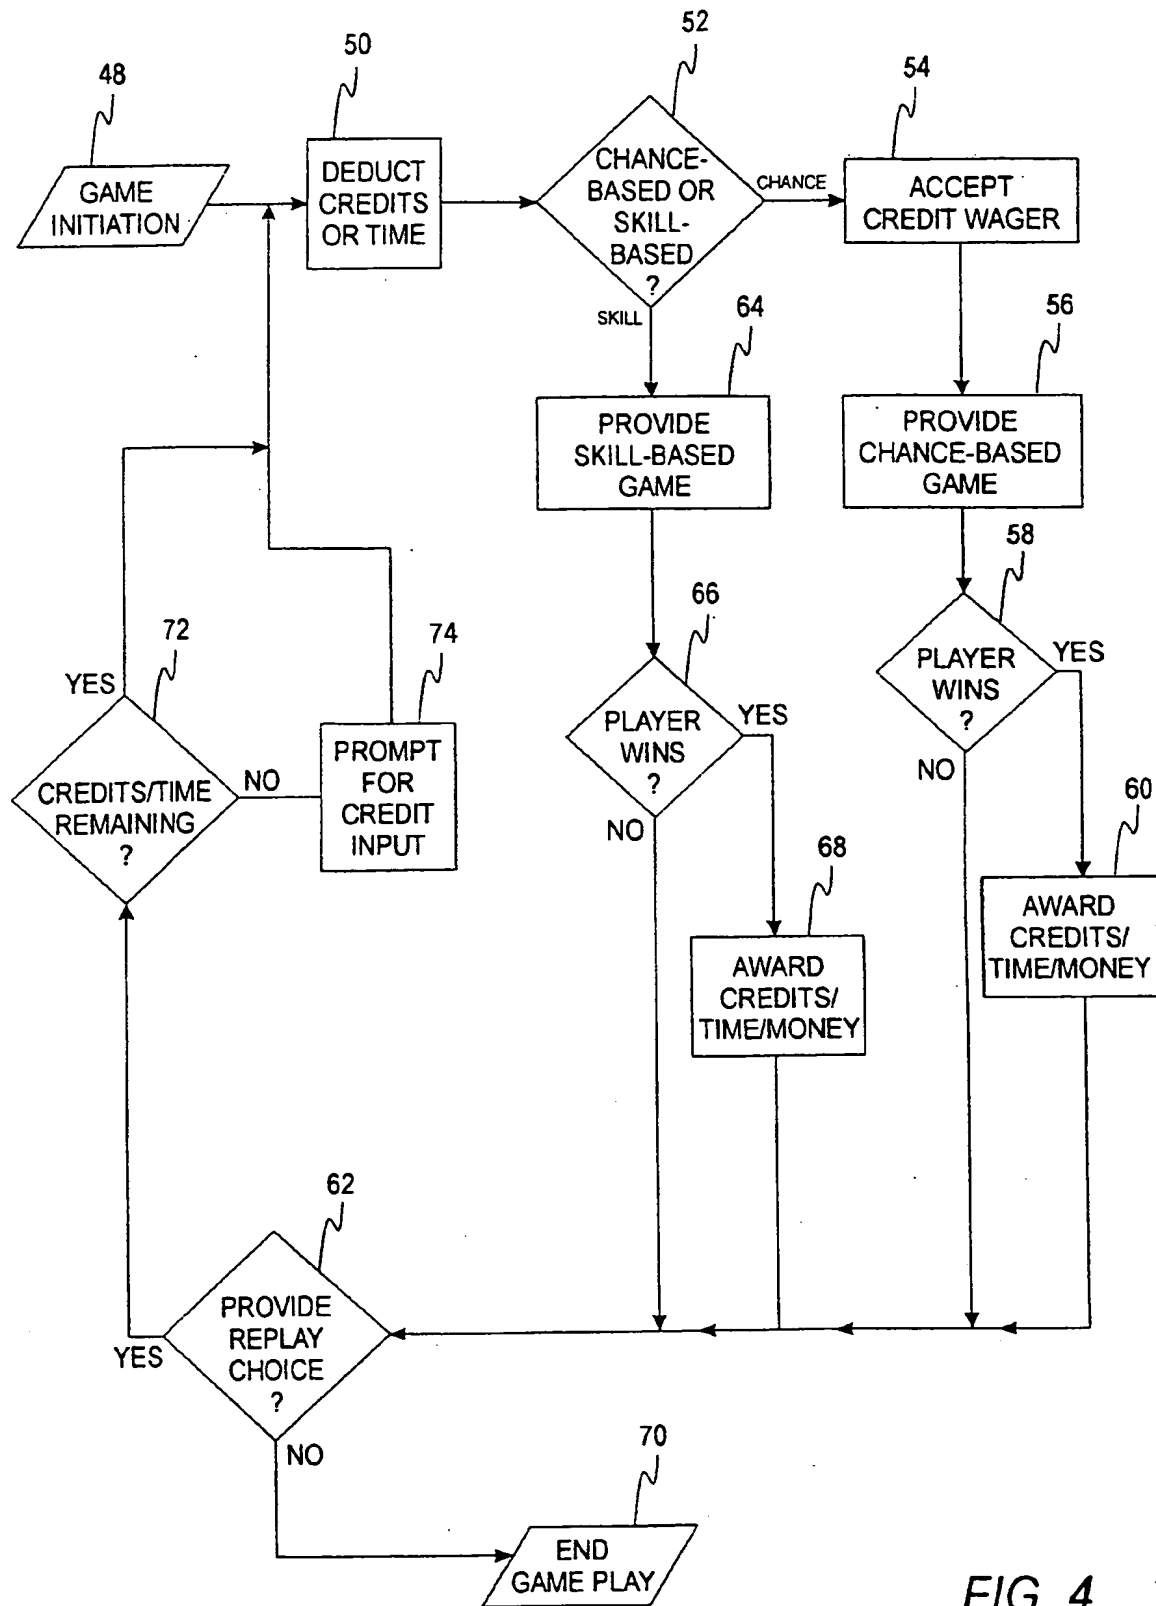 48
GAME
INITIATION
50
DEDUCT
CREDITS
OR TIME
52
CHANCE-
BASED OR
SKILL-
BASED
?
CHANCE
SKILL
54
ACCEPT
CREDIT WAGER
64
PROVIDE
SKILL-BASED
GAME
56
PROVIDE
CHANCE-BASED
GAME
58
PLAYER
WINS
?
YES
NO
66
PLAYER
WINS
?
YES
NO
72
YES
CREDITS/TIME
REMAINING
?
NO
74
PROMPT
FOR
CREDIT
INPUT
68
AWARD
CREDITS/
TIME/MONEY
60
AWARD
CREDITS/
TIME/MONEY
62
PROVIDE
REPLAY
CHOICE
?
YES
NO
70
END
GAME PLAY
FIG. 4